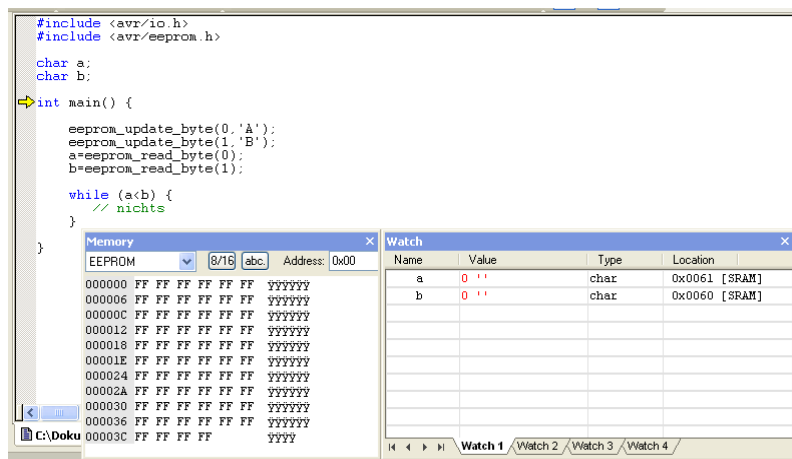 #include <avr/io.h>
#include <avr/eeprom.h>
char a;
char b;
int main() {
eeprom_update_byte(0,'A');
eeprom_update_byte(1,'B');
a=eeprom_read_byte(0);
b=eeprom_read_byte(1);
while (a<b) {
// nichts
}
}
Memory
EEPROM 8/16 abc. Address: 0x00
000000 FF FF FF FF FF FF ÿÿÿÿÿÿ
000006 FF FF FF FF FF FF ÿÿÿÿÿÿ
00000C FF FF FF FF FF FF ÿÿÿÿÿÿ
000012 FF FF FF FF FF FF ÿÿÿÿÿÿ
000018 FF FF FF FF FF FF ÿÿÿÿÿÿ
00001E FF FF FF FF FF FF ÿÿÿÿÿÿ
000024 FF FF FF FF FF FF ÿÿÿÿÿÿ
00002A FF FF FF FF FF FF ÿÿÿÿÿÿ
000030 FF FF FF FF FF FF ÿÿÿÿÿÿ
000036 FF FF FF FF FF FF ÿÿÿÿÿÿ
00003C FF FF FF FF ÿÿÿÿ
Watch
Name Value Type Location
a 0 '' char 0x0061 [SRAM]
b 0 '' char 0x0060 [SRAM]
Watch 1 Watch 2 Watch 3 Watch 4
C:\Doku